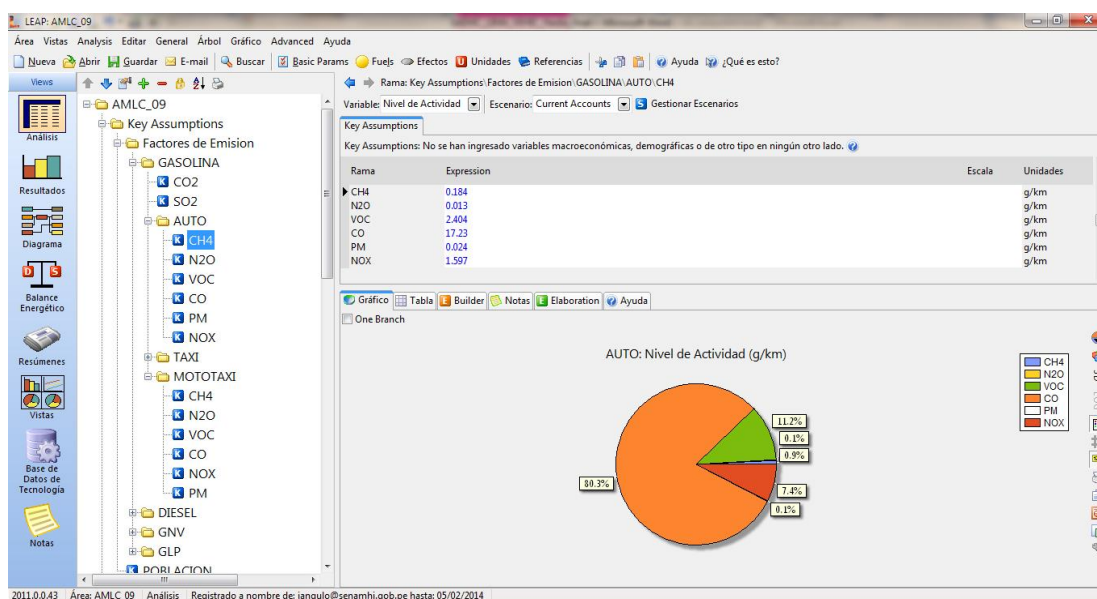 LEAP: AMLC_09
Área Vistas Analysis Editar General Árbol Gráfico Advanced Ayuda
Nueva Abrir Guardar E-mail Buscar Basic Params Fuels Efectos Unidades Referencias Ayuda ¿Qué es esto?
Views
Análisis
Resultados
Diagrama
Balance
Energético
Resúmenes
Vistas
Base de
Datos de
Tecnología
Notas
AMLC_09
Key Assumptions
Factores de Emision
GASOLINA
CO2
SO2
AUTO
CH4
N2O
VOC
CO
PM
NOX
TAXI
MOTOTAXI
CH4
N2O
VOC
CO
NOX
PM
DIESEL
GNV
GLP
POBLACION
Rama: Key Assumptions\Factores de Emision\GASOLINA\AUTO\CH4
Variable: Nivel de Actividad Escenario: Current Accounts S Gestionar Escenarios
Key Assumptions
Key Assumptions: No se han ingresado variables macroeconómicas, demográficas o de otro tipo en ningún otro lado.
Rama Expression Escala Unidades
CH4 0.184 g/km
N2O 0.013 g/km
VOC 2.404 g/km
CO 17.23 g/km
PM 0.024 g/km
NOX 1.597 g/km
Gráfico Tabla Builder Notas Elaboration Ayuda
One Branch
AUTO: Nivel de Actividad (g/km)
11.2%
0.1%
0.9%
80.3%
7.4%
0.1%
CH4
N2O
VOC
CO
PM
NOX
2011.0.0.43 Área: AMLC_09 Análisis Registrado a nombre de: jangulo@senamhi.gob.pe hasta: 05/02/2014